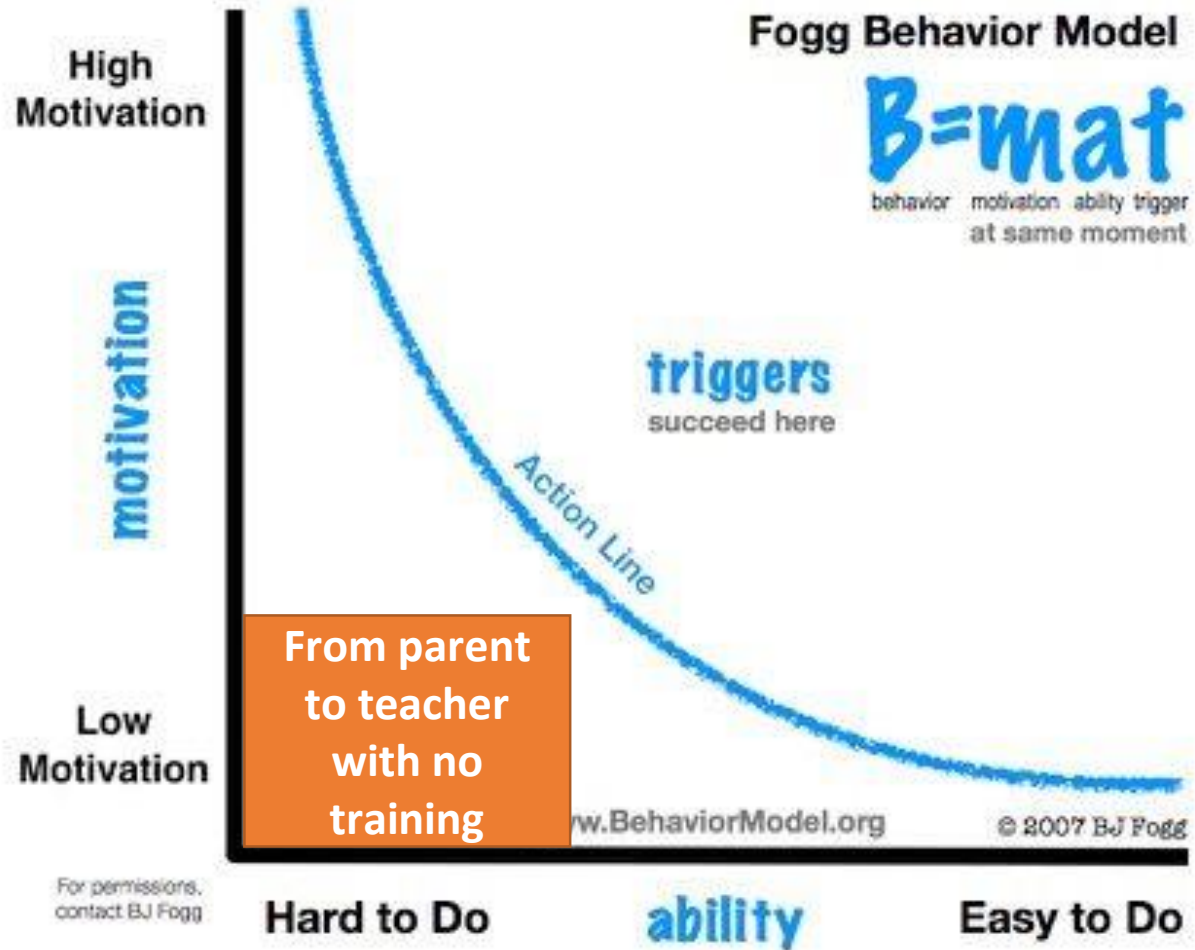 Fogg Behavior Model
B=mat
behavior motivation ability trigger
at same moment
High
Motivation
motivation
triggers
succeed here
Action Line
From parent
to teacher
with no
training
Low
Motivation
w.BehaviorModel.org
© 2007 BJ Fogg
For permissions,
contact BJ Fogg
Hard to Do
ability
Easy to Do